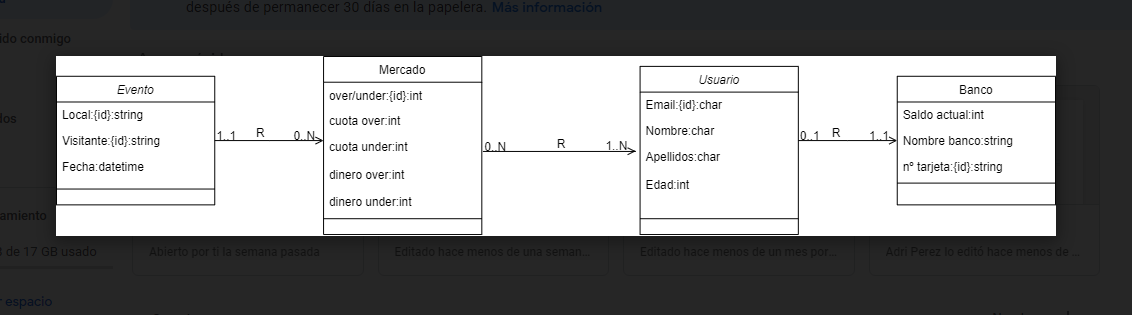 después de permanecer 30 días en la papelera. Más información
ido conmigo
Evento
Local:{id}:string
Visitante:{id}:string
Fecha:datetime
1..1 R 0..N
Mercado
over/under:{id}:int
cuota over:int
cuota under:int
dinero over:int
dinero under:int
0..N R 1..N
Usuario
Email:{id}:char
Nombre:char
Apellidos:char
Edad:int
0..1 R 1..1
Banco
Saldo actual:int
Nombre banco:string
nº tarjeta:{id}:string
dos
amiento
de 17 GB usado
espacio
Abierto por ti la semana pasada
Editado hace menos de una seman...
Editado hace menos de un mes por...
Adrí Perez lo editó hace menos de ...